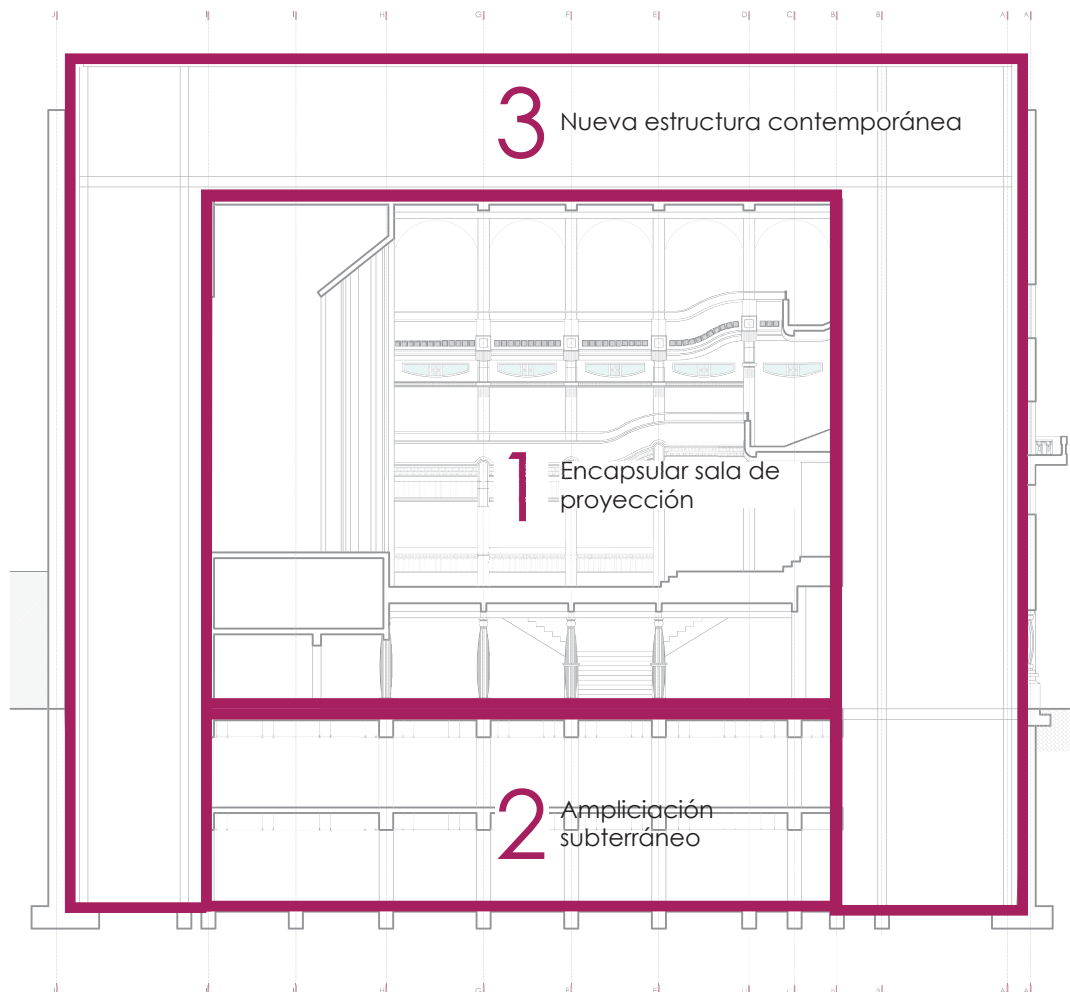 J I I H G F E D C B B A A
3 Nueva estructura contemporánea
1 Encapsular sala de
proyección
2 Ampliciación
subterráneo